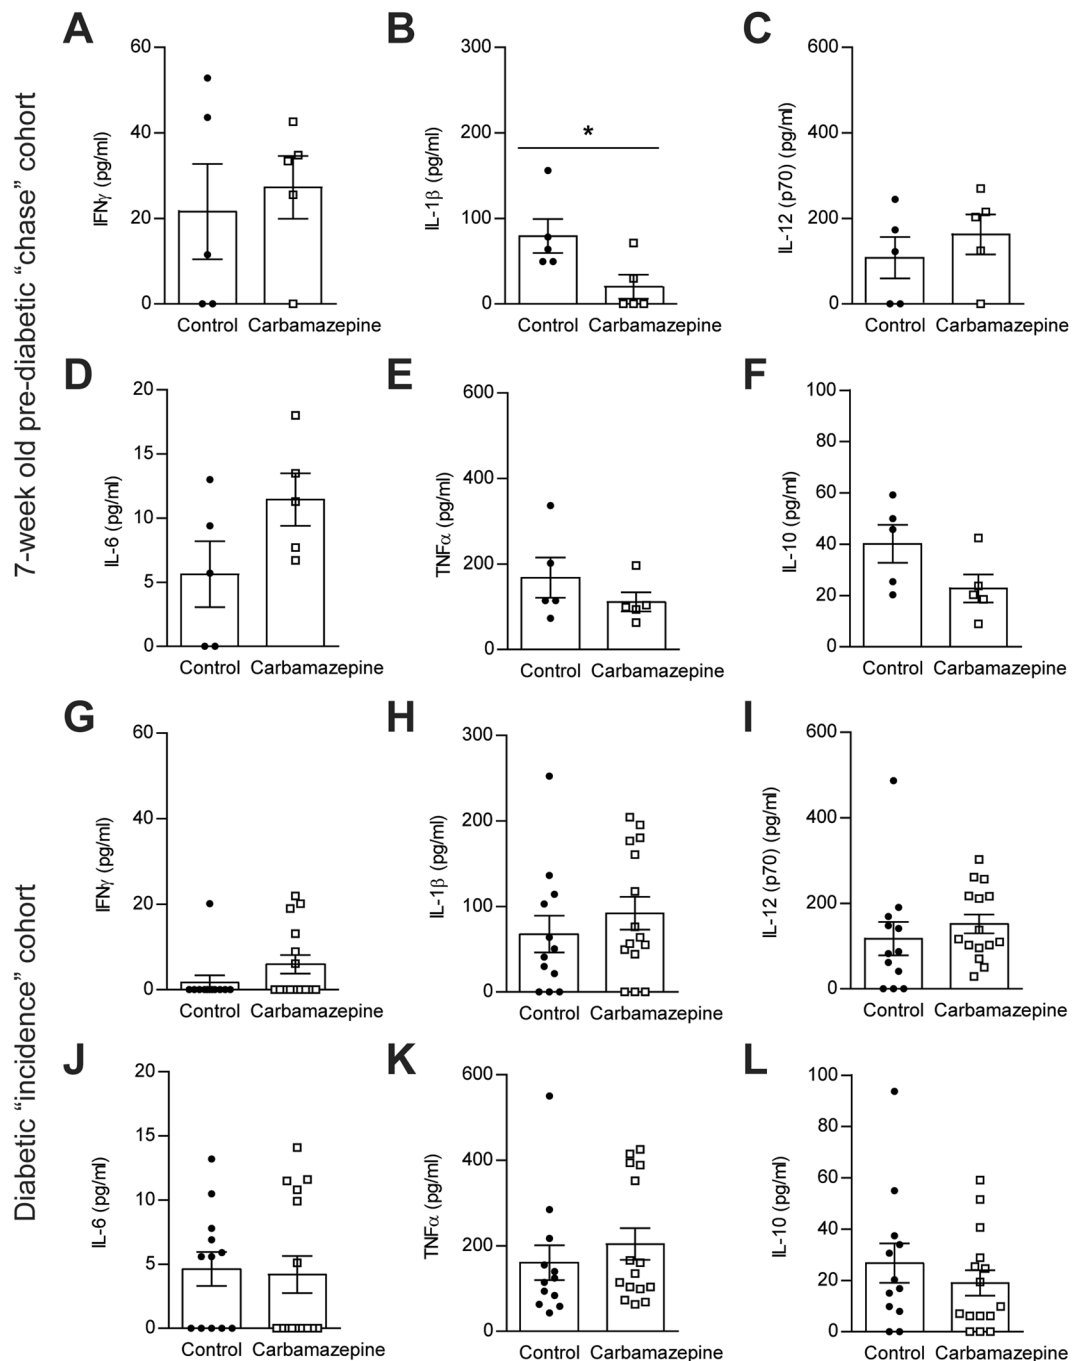 7-week old pre-diabetic “chase” cohort
A
IFNγ (pg/ml)
60
40
20
0
Control Carbamazepine
B
IL-1β (pg/ml)
300
200
100
0
*
Control Carbamazepine
C
IL-12 (p70) (pg/ml)
600
400
200
0
Control Carbamazepine
D
IL-6 (pg/ml)
20
15
10
5
0
Control Carbamazepine
E
TNFα (pg/ml)
600
400
200
0
Control Carbamazepine
F
IL-10 (pg/ml)
100
80
60
40
20
0
Control Carbamazepine
Diabetic “incidence” cohort
G
IFNγ (pg/ml)
60
40
20
0
Control Carbamazepine
H
IL-1β (pg/ml)
300
200
100
0
Control Carbamazepine
I
IL-12 (p70) (pg/ml)
600
400
200
0
Control Carbamazepine
J
IL-6 (pg/ml)
20
15
10
5
0
Control Carbamazepine
K
TNFα (pg/ml)
600
400
200
0
Control Carbamazepine
L
IL-10 (pg/ml)
100
80
60
40
20
0
Control Carbamazepine